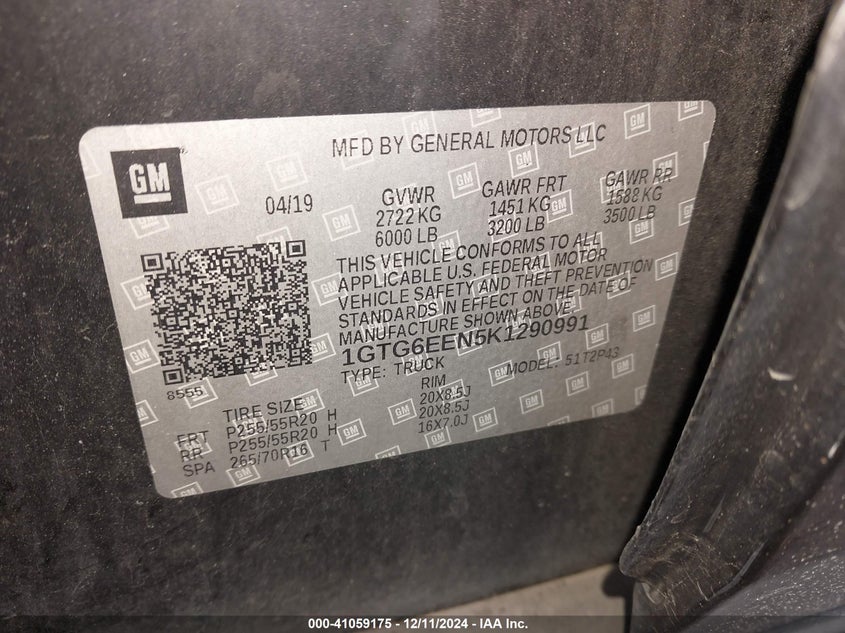 MFD BY GENERAL MOTORS LLC
GM
04/19 GVWR GAWR FRT GAWR RR
2722 KG 1451 KG 1588 KG
6000 LB 3200 LB 3500 LB
THIS VEHICLE CONFORMS TO ALL
APPLICABLE U.S. FEDERAL MOTOR
VEHICLE SAFETY AND THEFT PREVENTION
STANDARDS IN EFFECT ON THE DATE OF
MANUFACTURE SHOWN ABOVE.
1GTG6EEN5K1290991
TYPE: TRUCK MODEL: 51T2P43
8555
TIRE SIZE RIM
FRT P255/55R20 H 20X8.5J
RR P255/55R20 H 20X8.5J
SPA 265/70R16 T 16X7.0J
000-41059175 - 12/11/2024 - IAA Inc.